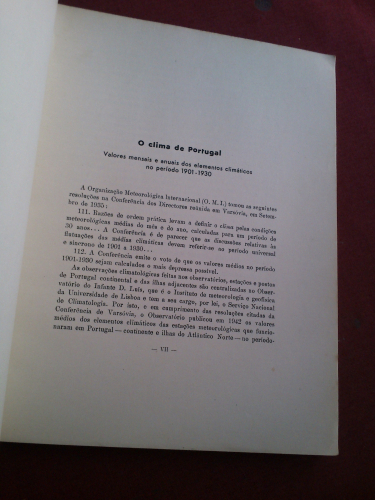 O clima de Portugal
Valores mensais e anuais dos elementos climáticos
no período 1901-1930
A Organização Meteorológica Internacional (O. M. I.) tomou as seguintes
resoluções na Conferência dos Directores reunida em Varsóvia, em Setem-
bro de 1935:
111. Razões de ordem prática levam a definir o clima pelas condições
meteorológicas médias do mês e do ano, calculadas para um período de
30 anos... A Conferência é de parecer que as discussões relativas às
flutuações das médias climáticas devam referir-se ao período universal
e síncrono de 1901 a 1930...
112. A Conferência emite o voto de que os valores médios no período
1901-1930 sejam calculados o mais depressa possível.
As observações climatológicas feitas nos observatórios, estações e postos
de Portugal continental e das ilhas adjacentes são centralizadas no Obser-
vatório do Infante D. Luís, que é o Instituto de meteorologia e geofísica
da Universidade de Lisboa e tem a seu cargo, por lei, o Serviço Nacional
de Climatologia. Por isto, e em cumprimento das resoluções citadas da
Conferência de Varsóvia, o Observatório publicou em 1942 os valores
médios dos elementos climáticos das estações meteorológicas que funcio-
naram em Portugal — continente e ilhas do Atlântico Norte — no período-
— VII —